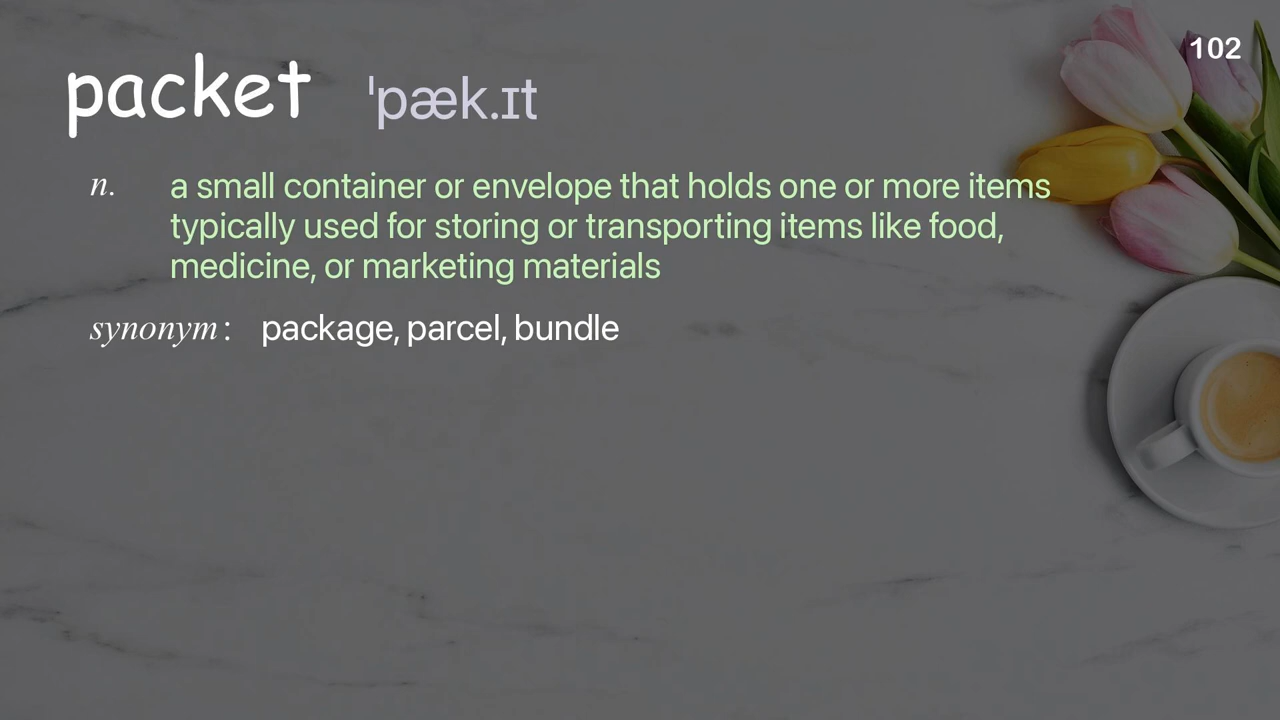 102
packet ˈpæk.ɪt
n. a small container or envelope that holds one or more items
typically used for storing or transporting items like food,
medicine, or marketing materials
synonym: package, parcel, bundle